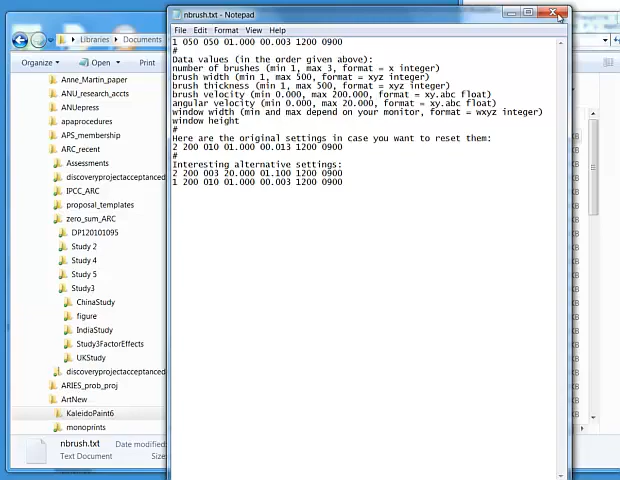 nbrush.txt - Notepad
File Edit Format View Help
Libraries Documents
Organize Open Print
Anne_Martin_paper
ANU_research_accts
ANUepress
apaprocedures
APS_membership
ARC_recent
Assessments
discoveryprojectacceptanced
IPCC_ARC
proposal_templates
zero_sum_ARC
DP120101095
Study 2
Study 4
Study 5
Study3
ChinaStudy
figure
IndiaStudy
Study3FactorEffects
UKStudy
discoveryprojectacceptanced
ARIES_prob_proj
ArtNew
KaleidoPaint6
monoprints
nbrush.txt Date modified:
Text Document Size:
1 050 050 01.000 00.003 1200 0900
#
Data values (in the order given above):
number of brushes (min 1, max 3, format = x integer)
brush width (min 1, max 500, format = xyz integer)
brush thickness (min 1, max 500, format = xyz integer)
brush velocity (min 0.000, max 200.000, format = xy.abc float)
angular velocity (min 0.000, max 20.000, format = xy.abc float)
window width (min and max depend on your monitor, format = wxyz integer)
window height
#
Here are the original settings in case you want to reset them:
2 200 010 01.000 00.013 1200 0900
#
Interesting alternative settings:
2 200 003 20.000 01.100 1200 0900
1 200 010 01.000 00.003 1200 0900